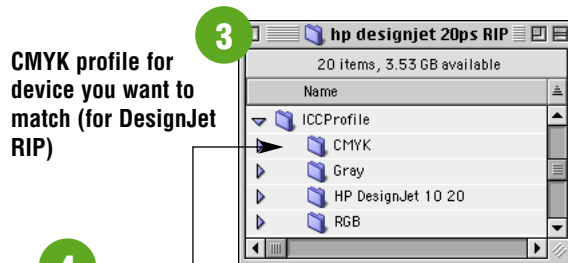 3
hp designjet 20ps RIP
CMYK profile for
device you want to
match (for DesignJet
RIP)
20 items, 3.53 GB available
Name
ICCProfile
CMYK
Gray
HP DesignJet 10 20
RGB